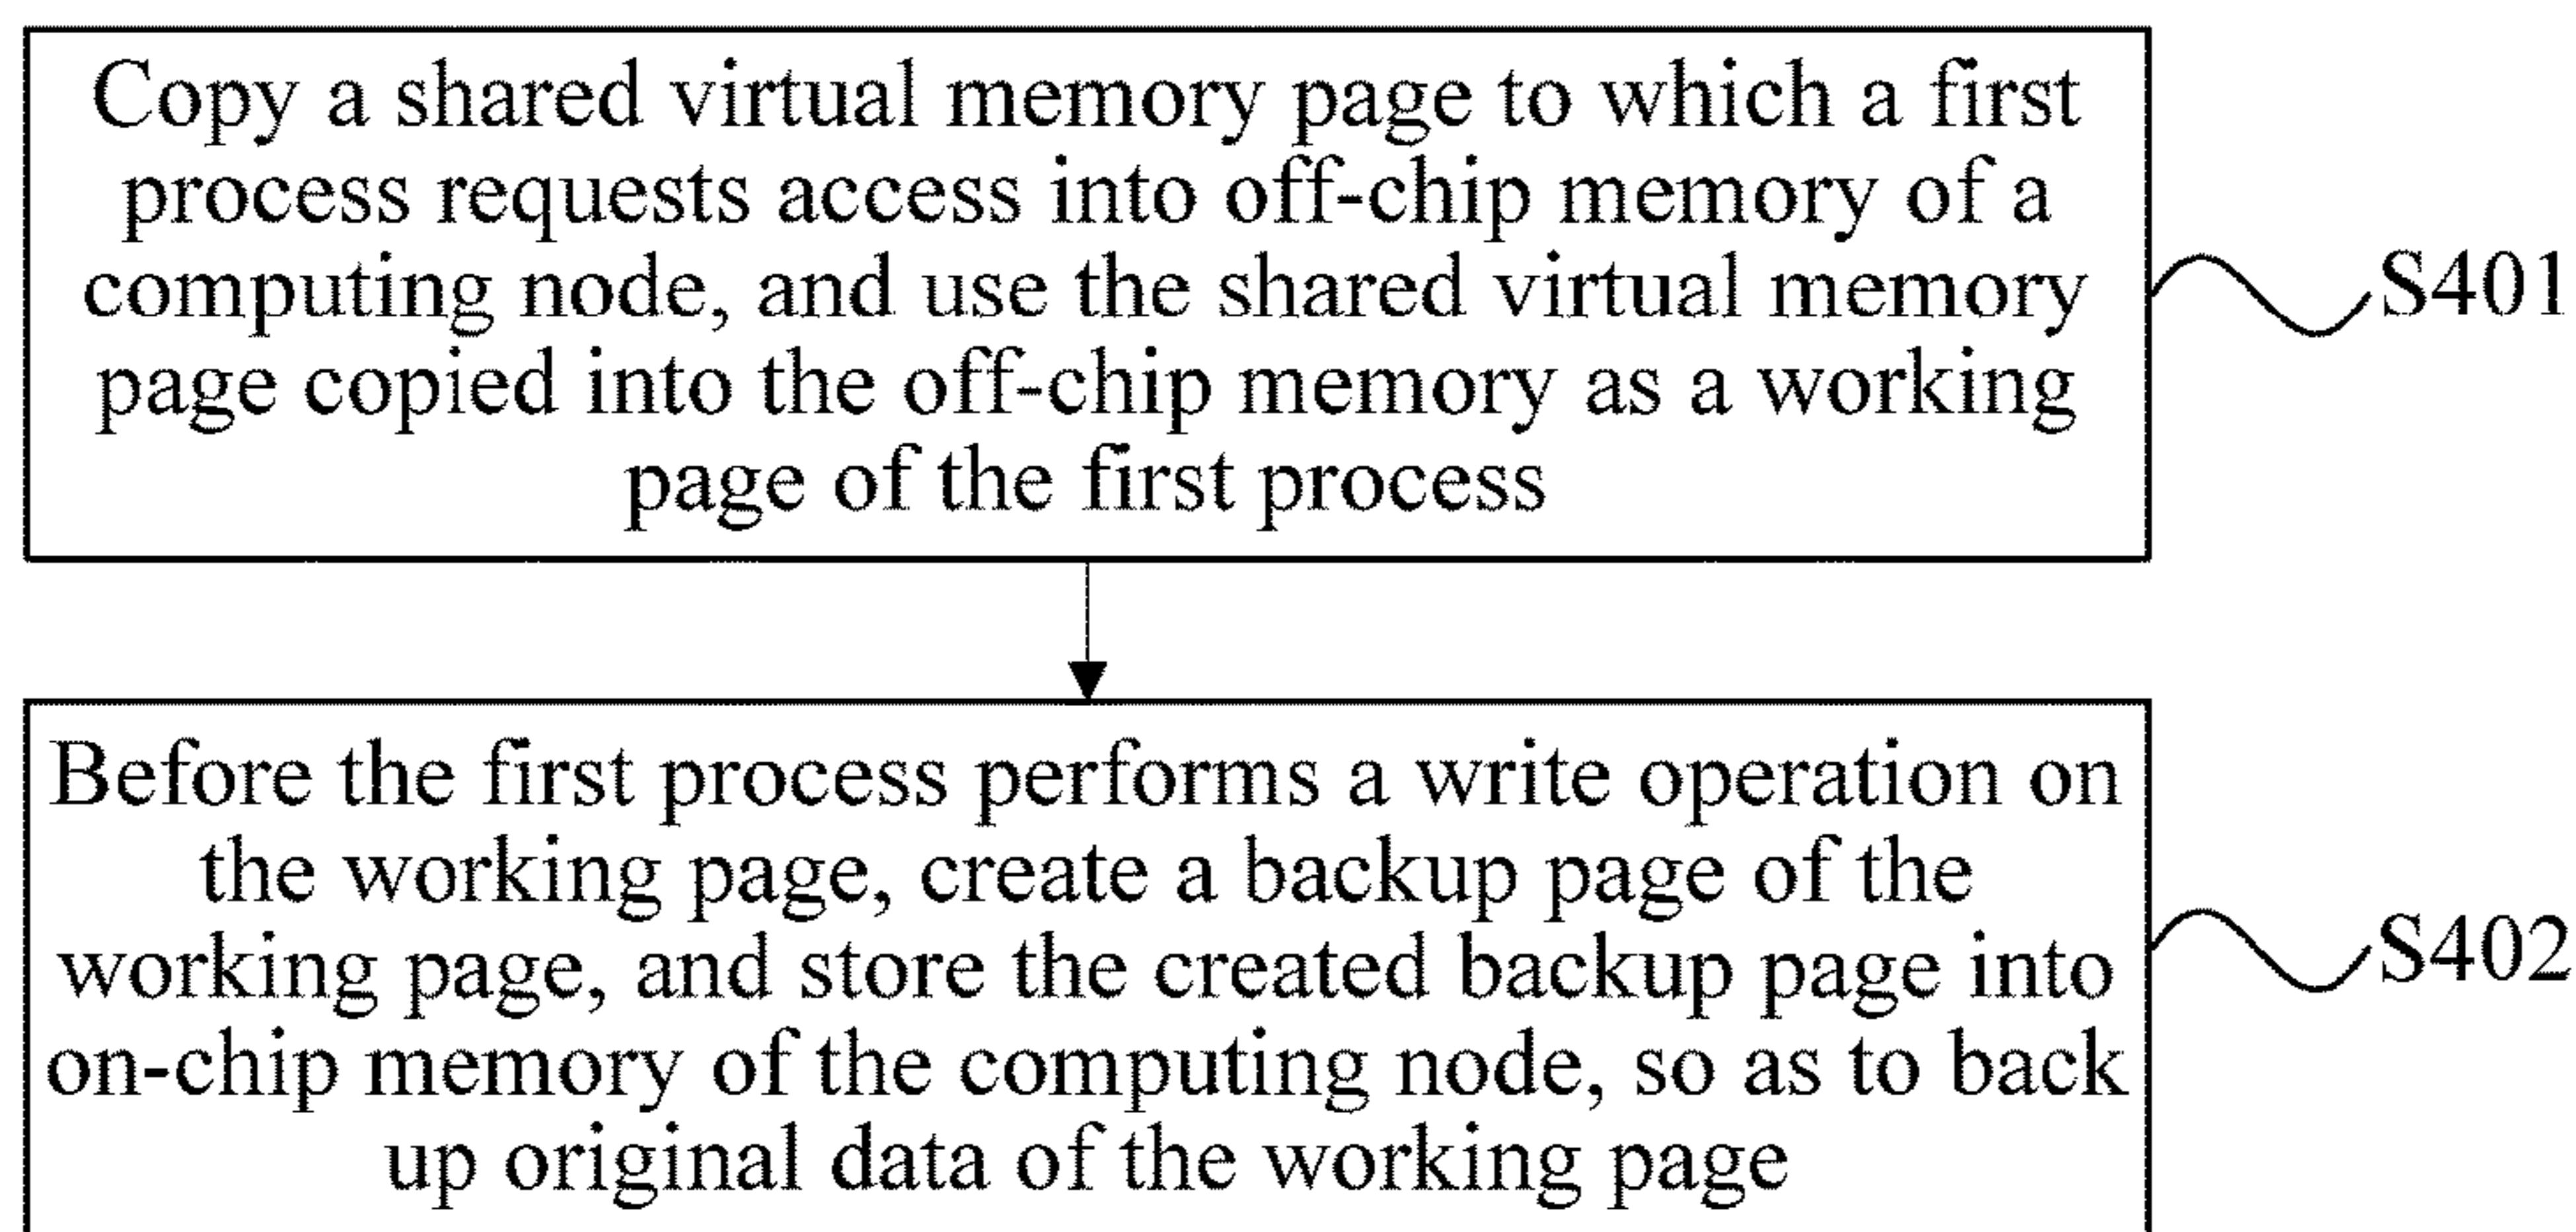 Copy a shared virtual memory page to which a first
process requests access into off-chip memory of a
computing node, and use the shared virtual memory
page copied into the off-chip memory as a working
page of the first process
S401
Before the first process performs a write operation on
the working page, create a backup page of the
working page, and store the created backup page into
on-chip memory of the computing node, so as to back
up original data of the working page
S402